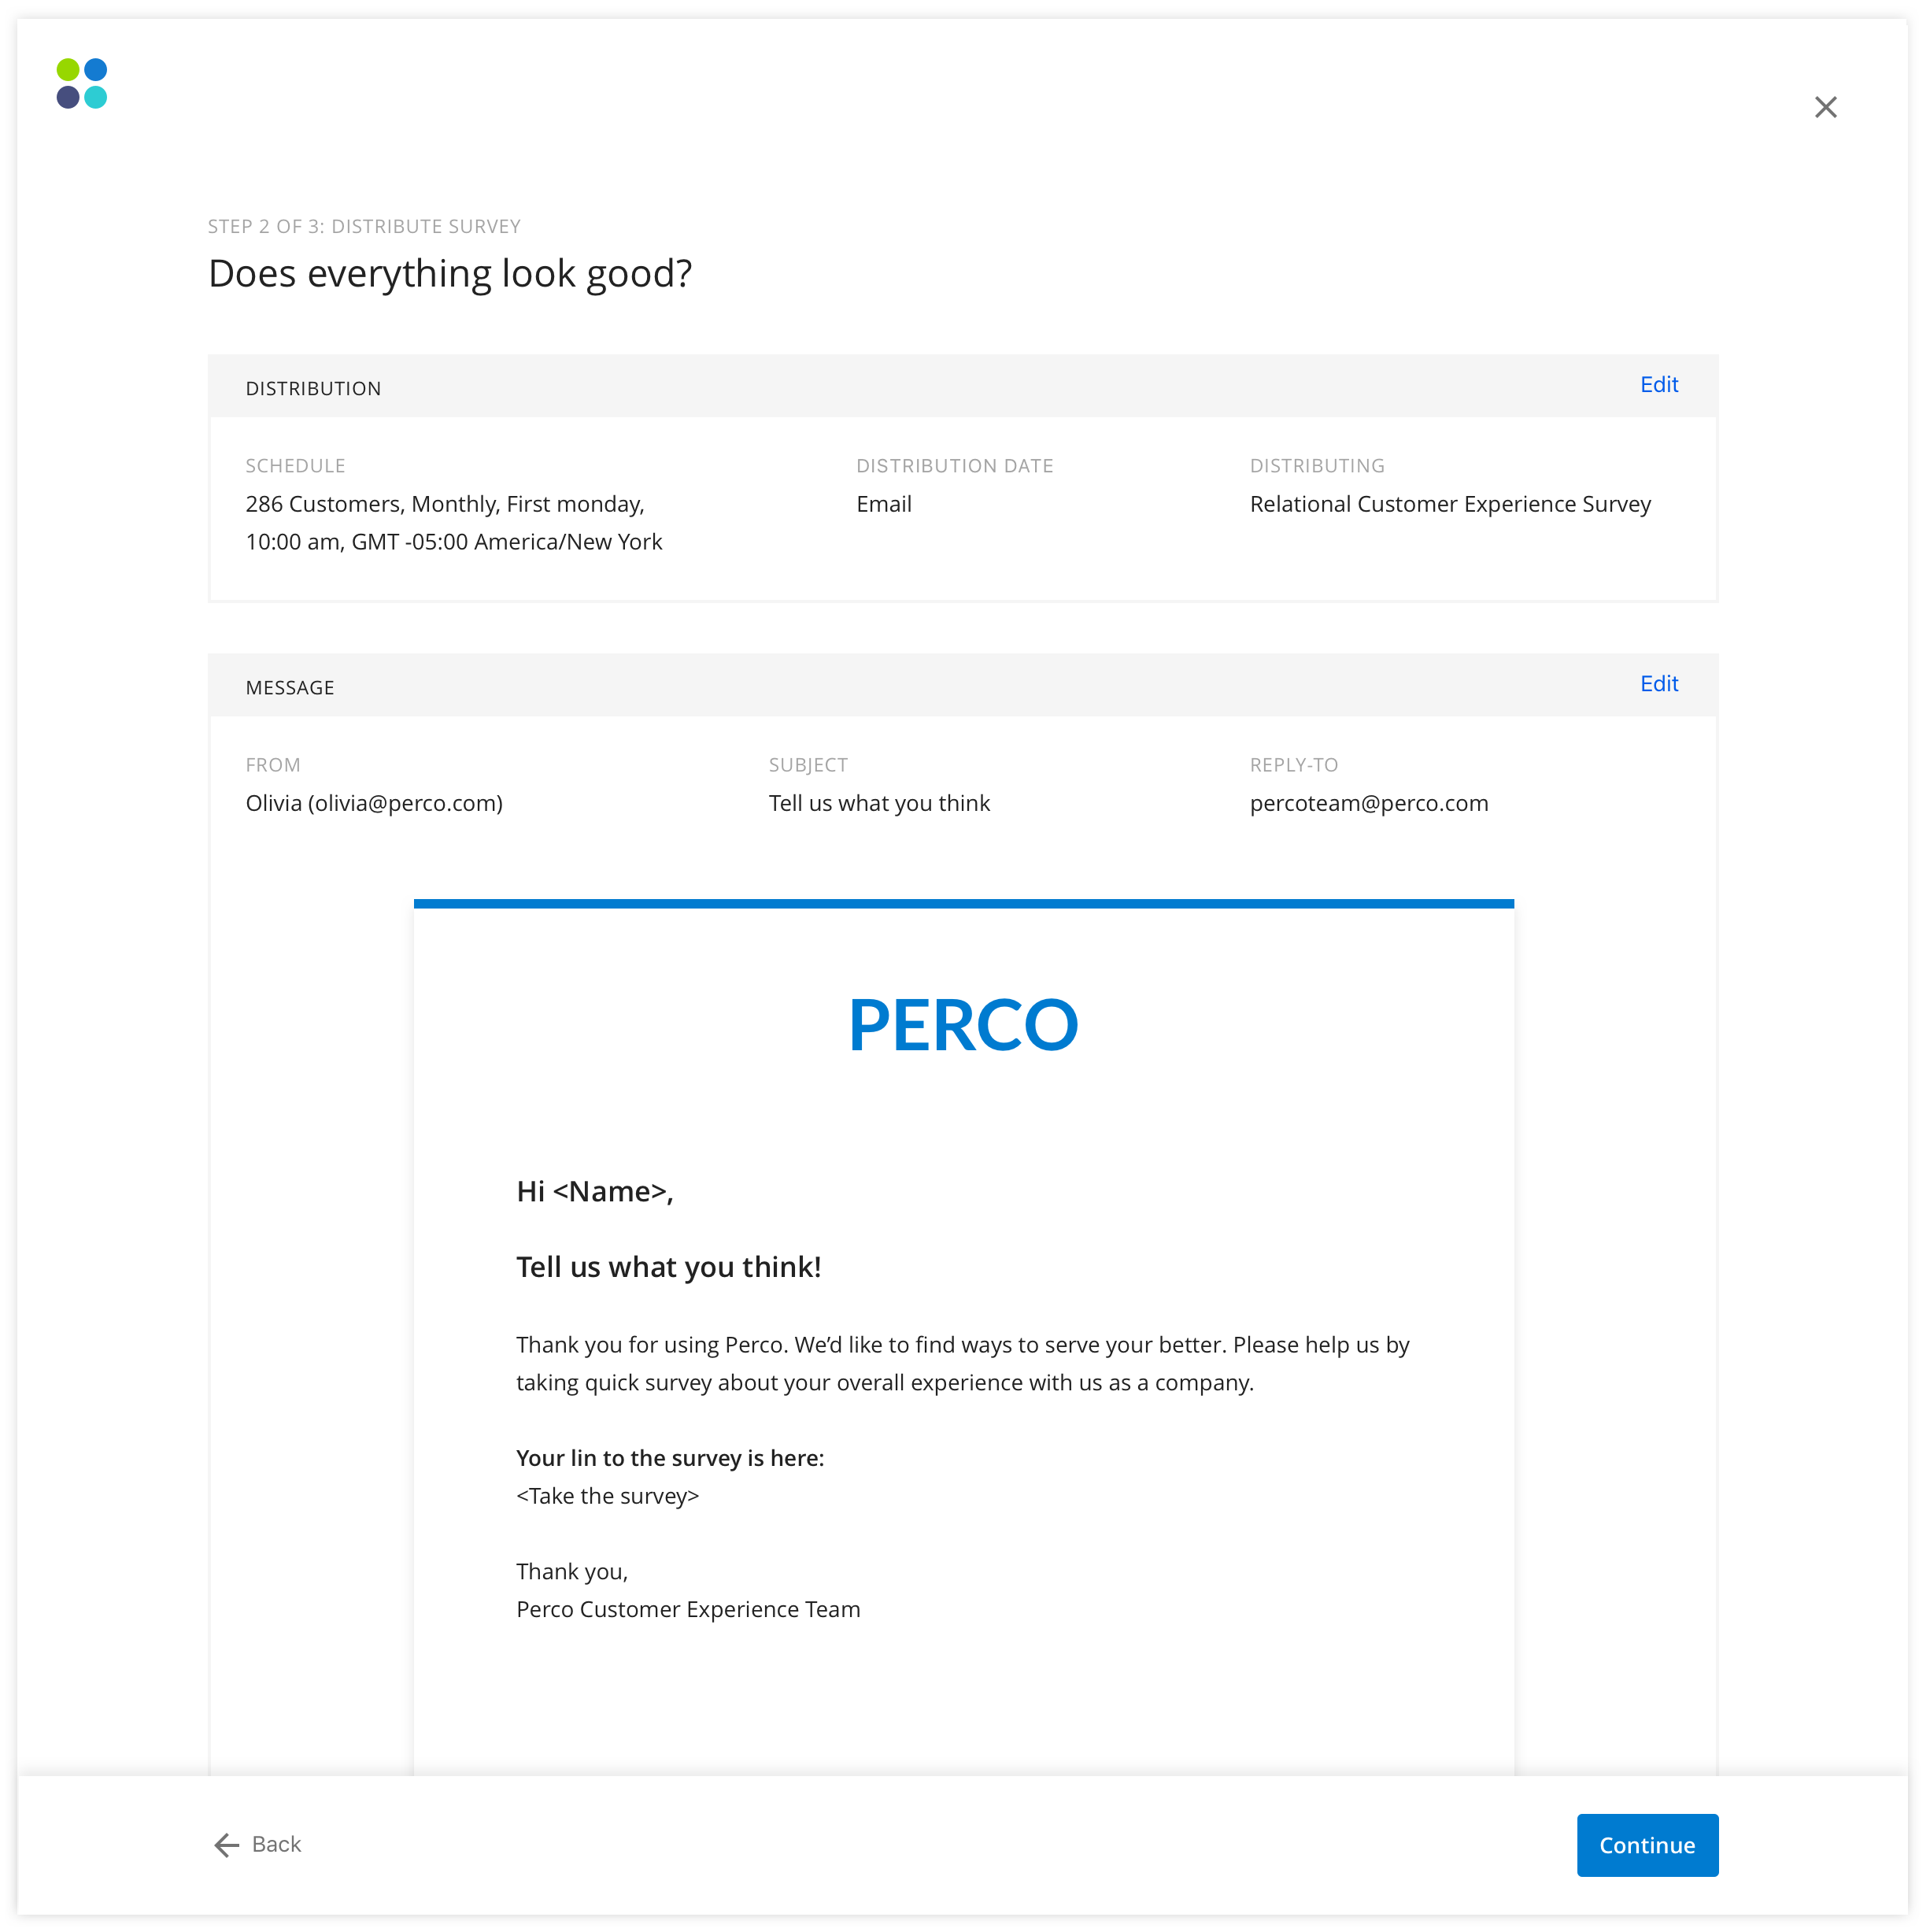 STEP 2 OF 3: DISTRIBUTE SURVEY
Does everything look good?
DISTRIBUTION
Edit
SCHEDULE
286 Customers, Monthly, First monday,
10:00 am, GMT -05:00 America/New York
DISTRIBUTION DATE
Email
DISTRIBUTING
Relational Customer Experience Survey
MESSAGE
Edit
FROM
Olivia (olivia@perco.com)
SUBJECT
Tell us what you think
REPLY-TO
percoteam@perco.com
PERCO
Hi <Name>,
Tell us what you think!
Thank you for using Perco. We’d like to find ways to serve your better. Please help us by
taking quick survey about your overall experience with us as a company.
Your lin to the survey is here:
<Take the survey>
Thank you,
Perco Customer Experience Team
Back
Continue